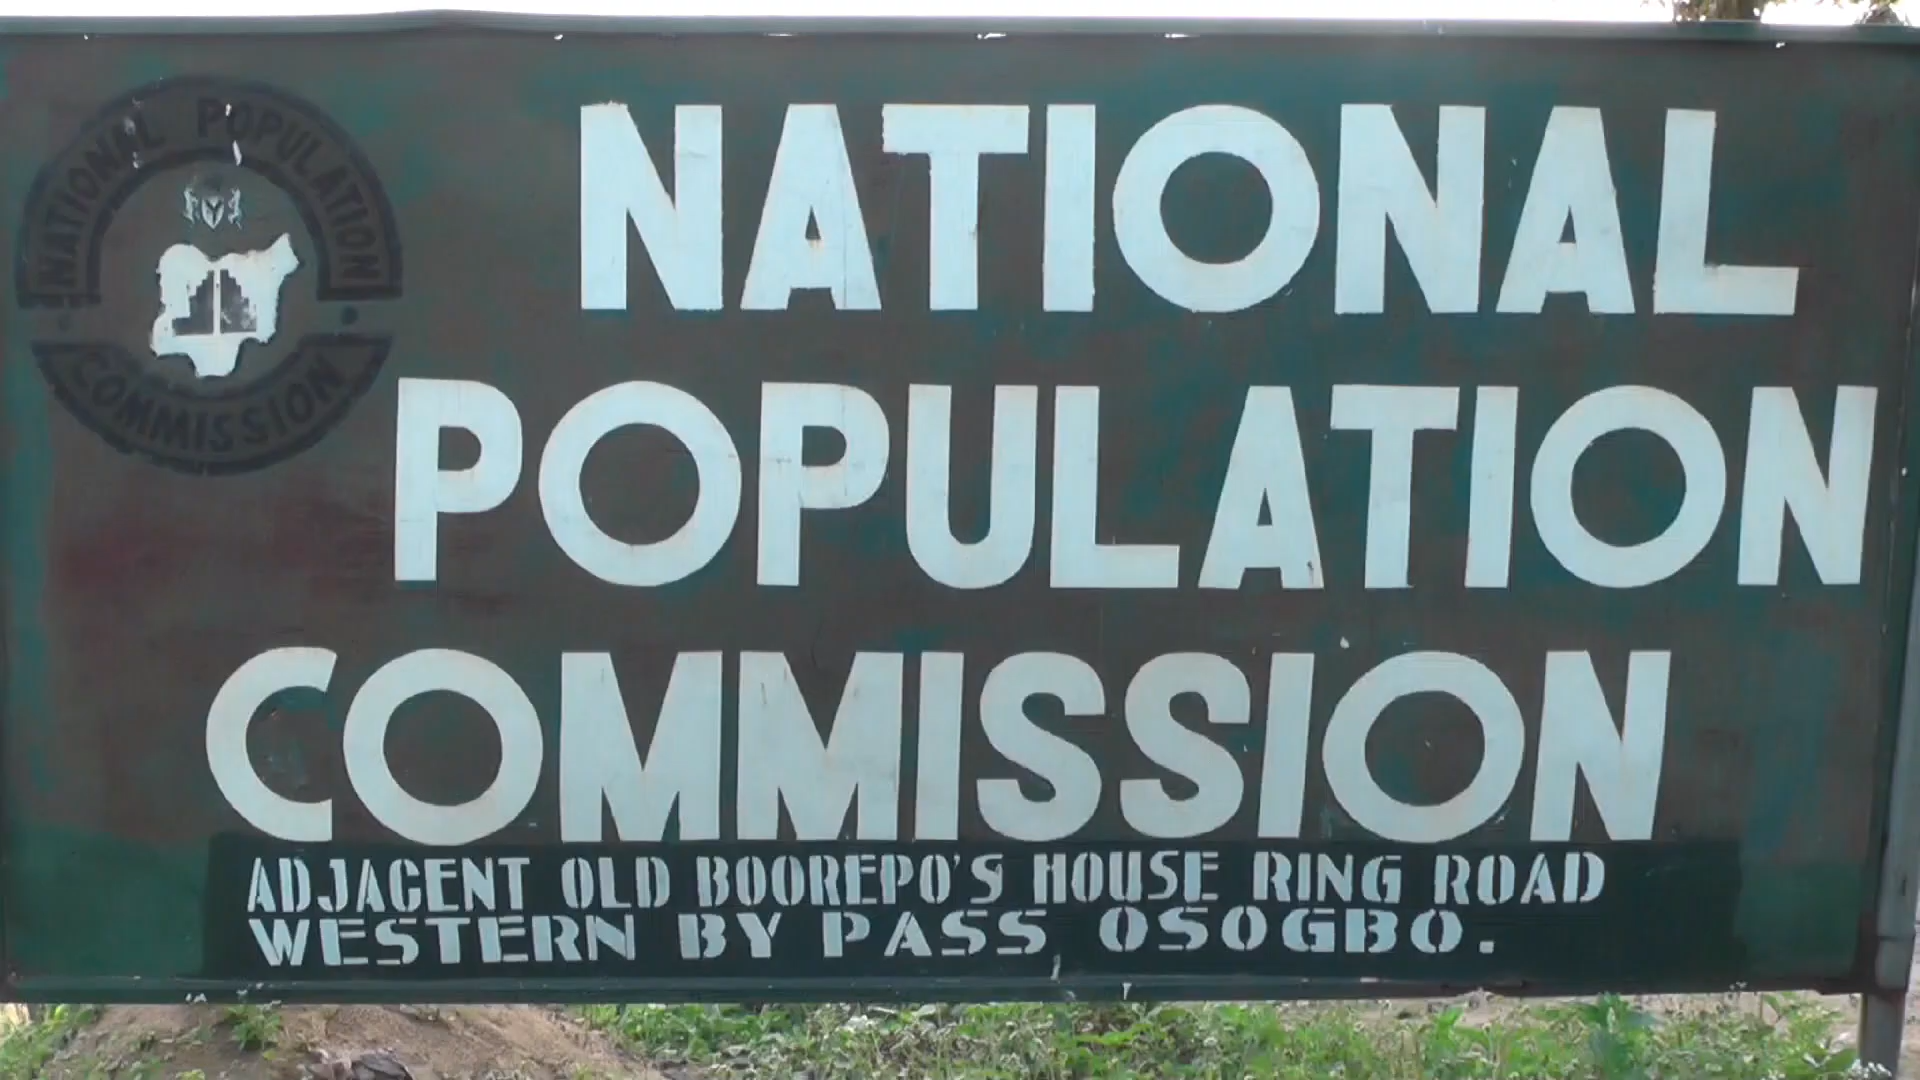 NATIONAL POPULATION
COMMISSION
NATIONAL
POPULATION
COMMISSION
ADJACENT OLD BOOREPO'S HOUSE RING ROAD
WESTERN BY PASS, OSOGBO.